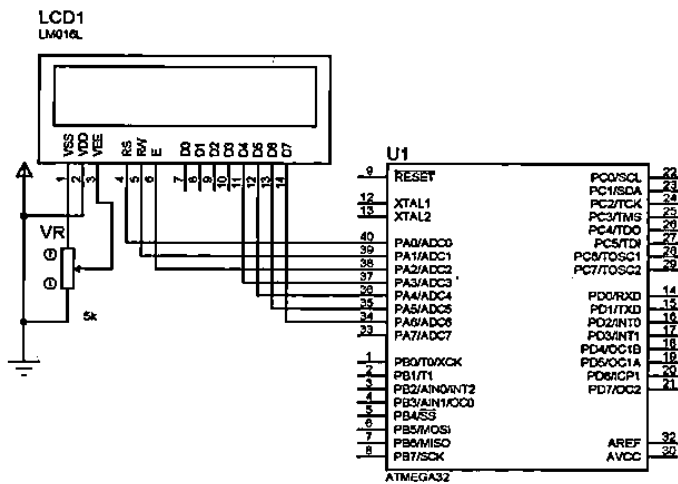 LCD1
LM016L
VSS VDD VEE RS RW E D0 D1 D2 D3 D4 D5 D6 D7
1 2 3 4 5 6 7 8 9 10 11 12 13 14
VR
5k
U1
9 RESET
12 XTAL1
13 XTAL2
40 PA0/ADC0
39 PA1/ADC1
38 PA2/ADC2
37 PA3/ADC3
36 PA4/ADC4
35 PA5/ADC5
34 PA6/ADC6
33 PA7/ADC7
1 PB0/T0/XCK
2 PB1/T1
3 PB2/AIN0/INT2
4 PB3/AIN1/OC0
5 PB4/SS
6 PB5/MOSI
7 PB6/MISO
8 PB7/SCK
PC0/SCL 22
PC1/SDA 23
PC2/TCK 24
PC3/TMS 25
PC4/TDO 26
PC5/TDI 27
PC6/TOSC1 28
PC7/TOSC2 29
PD0/RXD 14
PD1/TXD 15
PD2/INT0 16
PD3/INT1 17
PD4/OC1B 18
PD5/OC1A 19
PD6/ICP1 20
PD7/OC2 21
AREF 32
AVCC 30
ATMEGA32